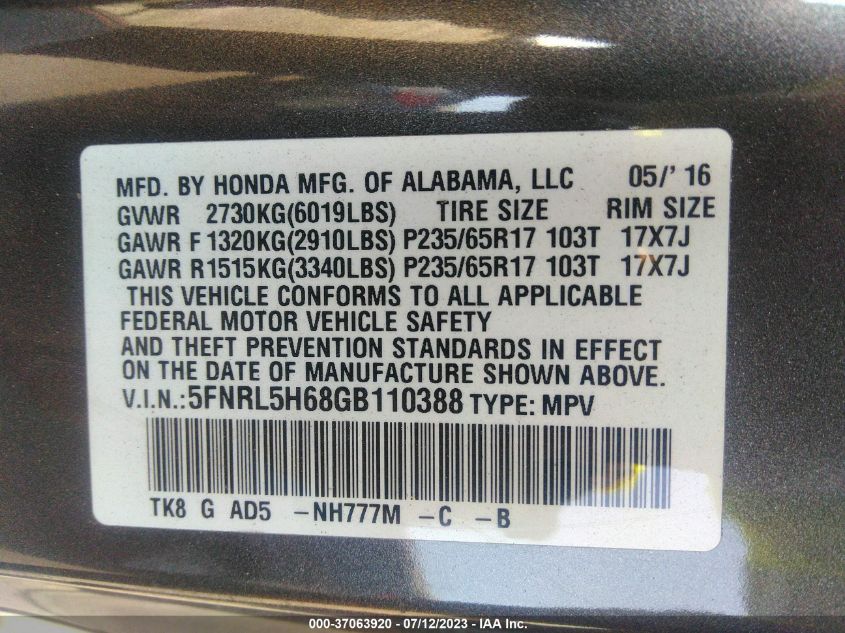 MFD. BY HONDA MFG. OF ALABAMA, LLC 05/' 16
GVWR 2730KG(6019LBS) TIRE SIZE RIM SIZE
GAWR F 1320KG(2910LBS) P235/65R17 103T 17X7J
GAWR R1515KG(3340LBS) P235/65R17 103T 17X7J
THIS VEHICLE CONFORMS TO ALL APPLICABLE
FEDERAL MOTOR VEHICLE SAFETY
AND THEFT PREVENTION STANDARDS IN EFFECT
ON THE DATE OF MANUFACTURE SHOWN ABOVE.
V.I.N.:5FNRL5H68GB110388 TYPE: MPV
TK8 G AD5 -NH777M -C -B
000-37063920 - 07/12/2023 - IAA Inc.